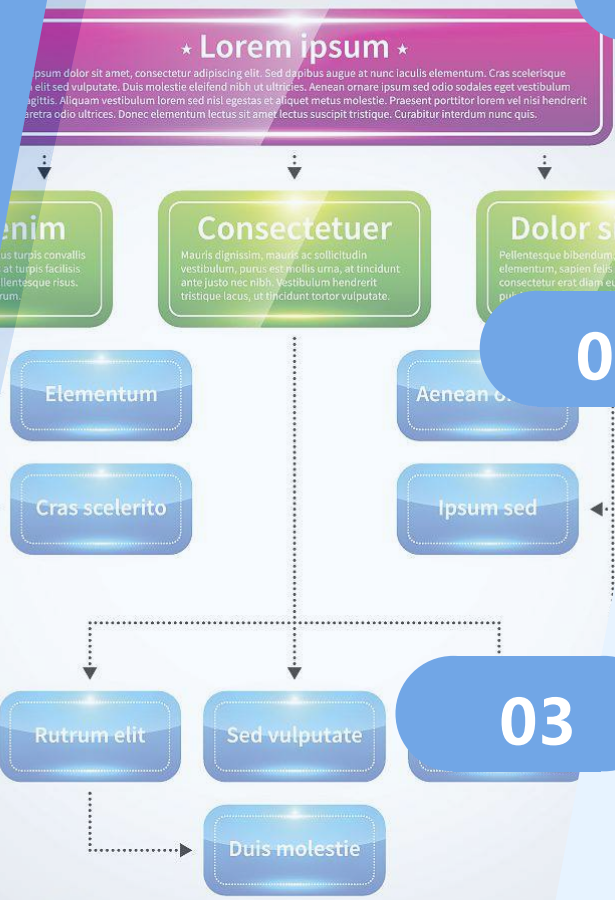 ★ Lorem ipsum ★
ipsum dolor sit amet, consectetur adipiscing elit. Sed dapibus augue at nunc iaculis elementum. Cras scelerisque
elit sed vulputate. Duis molestie eleifend nibh ut ultricies. Aenean ornare ipsum sed odio sodales eget vestibulum
sagittis. Aliquam vestibulum lorem sed nisl egestas et aliquet metus molestie. Praesent porttitor lorem vel nisi hendrerit
pharetra odio ultrices. Donec elementum lectus sit amet lectus suscipit tristique. Curabitur interdum nunc quis.
enim
us turpis convallis
at turpis facilisis
llentesque risus.
rum.
Consectetuer
Mauris dignissim, mauris ac sollicitudin
vestibulum, purus est mollis urna, at tincidunt
ante justo nec nibh. Vestibulum hendrerit
tristique lacus, ut tincidunt tortor vulputate.
Dolor s
Pellentesque bibendum,
elementum, sapien felis
consectetur erat diam eu
0
Elementum
Aenean
Cras scelerito
Ipsum sed
03
Rutrum elit
Sed vulputate
Duis molestie